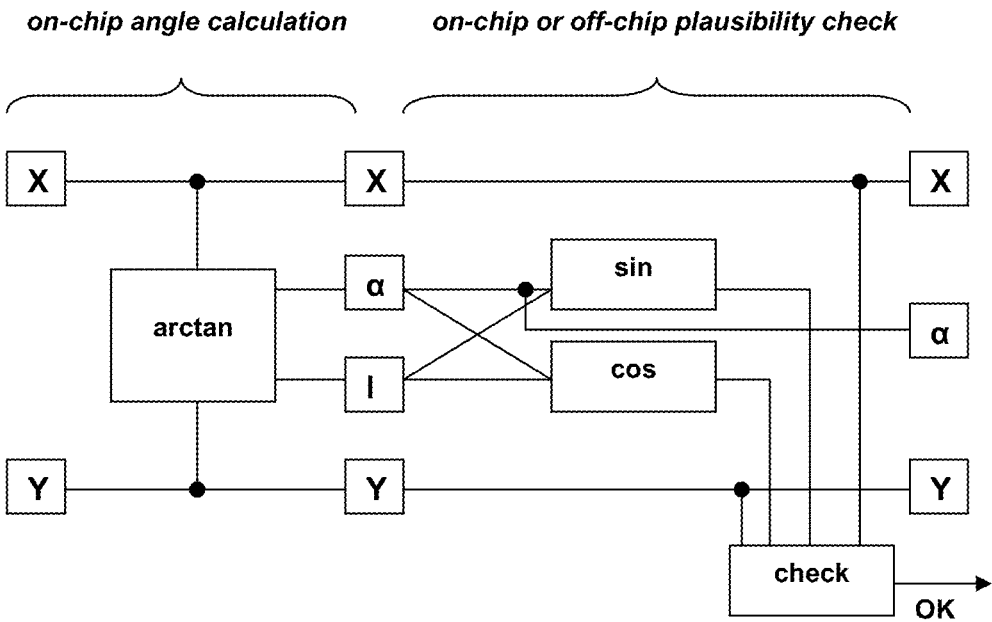 on-chip angle calculation
on-chip or off-chip plausibility check
X
X
X
α
sin
arctan
α
I
cos
Y
Y
Y
check
OK